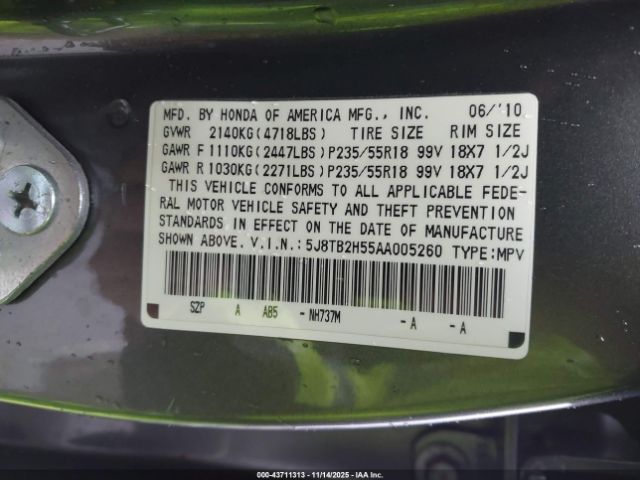 MFD. BY HONDA OF AMERICA MFG., INC. 06/'10
GVWR 2140KG(4718LBS) TIRE SIZE RIM SIZE
GAWR F 1110KG(2447LBS) P235/55R18 99V 18X7 1/2J
GAWR R 1030KG(2271LBS) P235/55R18 99V 18X7 1/2J
THIS VEHICLE CONFORMS TO ALL APPLICABLE FEDE-
RAL MOTOR VEHICLE SAFETY AND THEFT PREVENTION
STANDARDS IN EFFECT ON THE DATE OF MANUFACTURE
SHOWN ABOVE. V.I.N.:5J8TB2H55AA005260 TYPE:MPV
SZP A AB5 - NH737M - A - A
000-43711313 - 11/14/2025 - IAA Inc.